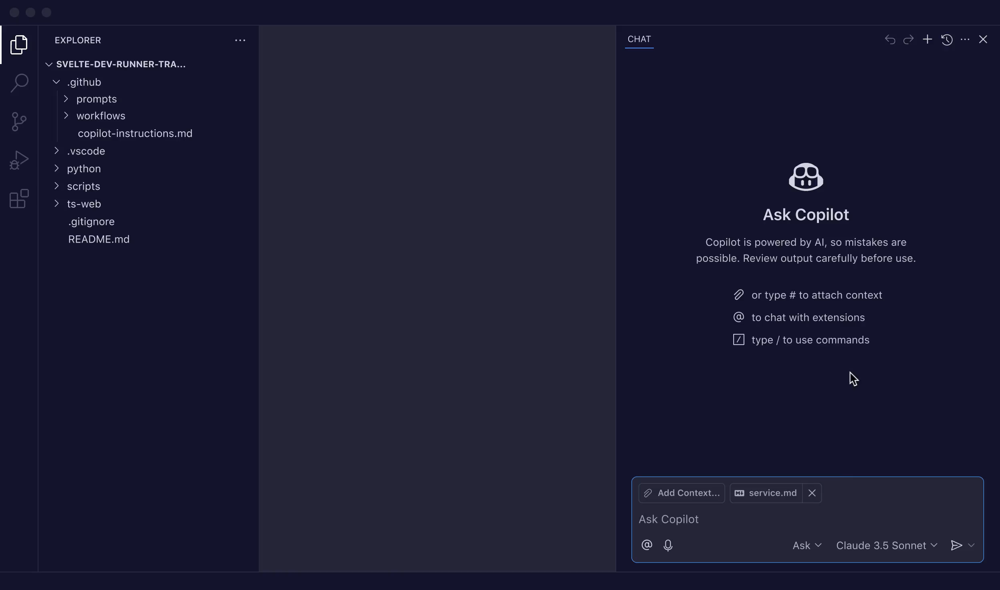 EXPLORER
SVELTE-DEV-RUNNER-TRA...
.github
prompts
workflows
copilot-instructions.md
.vscode
python
scripts
ts-web
.gitignore
README.md
CHAT
Ask Copilot
Copilot is powered by AI, so mistakes are
possible. Review output carefully before use.
or type # to attach context
@ to chat with extensions
/ type / to use commands
Add Context...
service.md
Ask Copilot
@
Ask
Claude 3.5 Sonnet